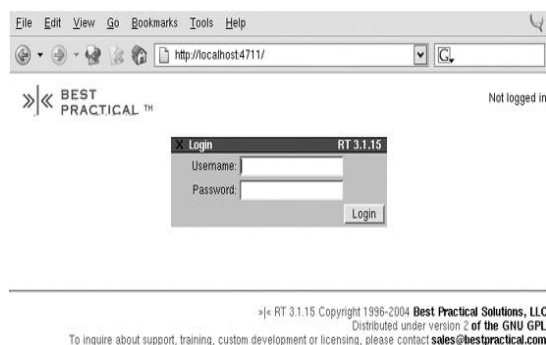 File Edit View Go Bookmarks Tools Help
http://localhost:4711/
G
BEST
PRACTICAL ™
Not logged in
X Login RT 3.1.15
Username:
Password:
Login
»|« RT 3.1.15 Copyright 1996-2004 Best Practical Solutions, LLC
Distributed under version 2 of the GNU GPL
To inquire about support, training, custom development or licensing, please contact sales@bestpractical.com